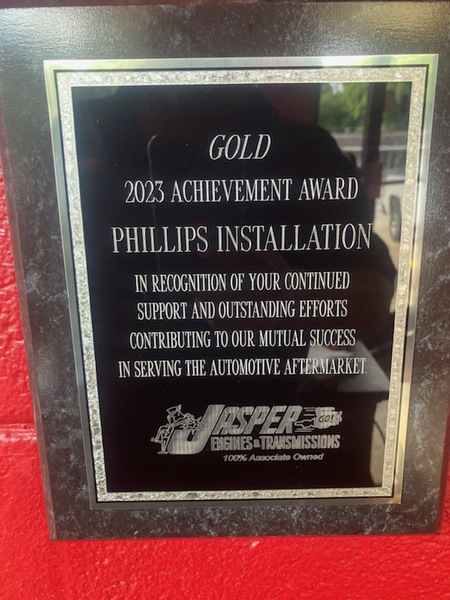 GOLD
2023 ACHIEVEMENT AWARD
PHILLIPS INSTALLATION
IN RECOGNITION OF YOUR CONTINUED
SUPPORT AND OUTSTANDING EFFORTS
CONTRIBUTING TO OUR MUTUAL SUCCESS
IN SERVING THE AUTOMOTIVE AFTERMARKET.
JASPER GO!
ENGINES & TRANSMISSIONS
100% Associate Owned